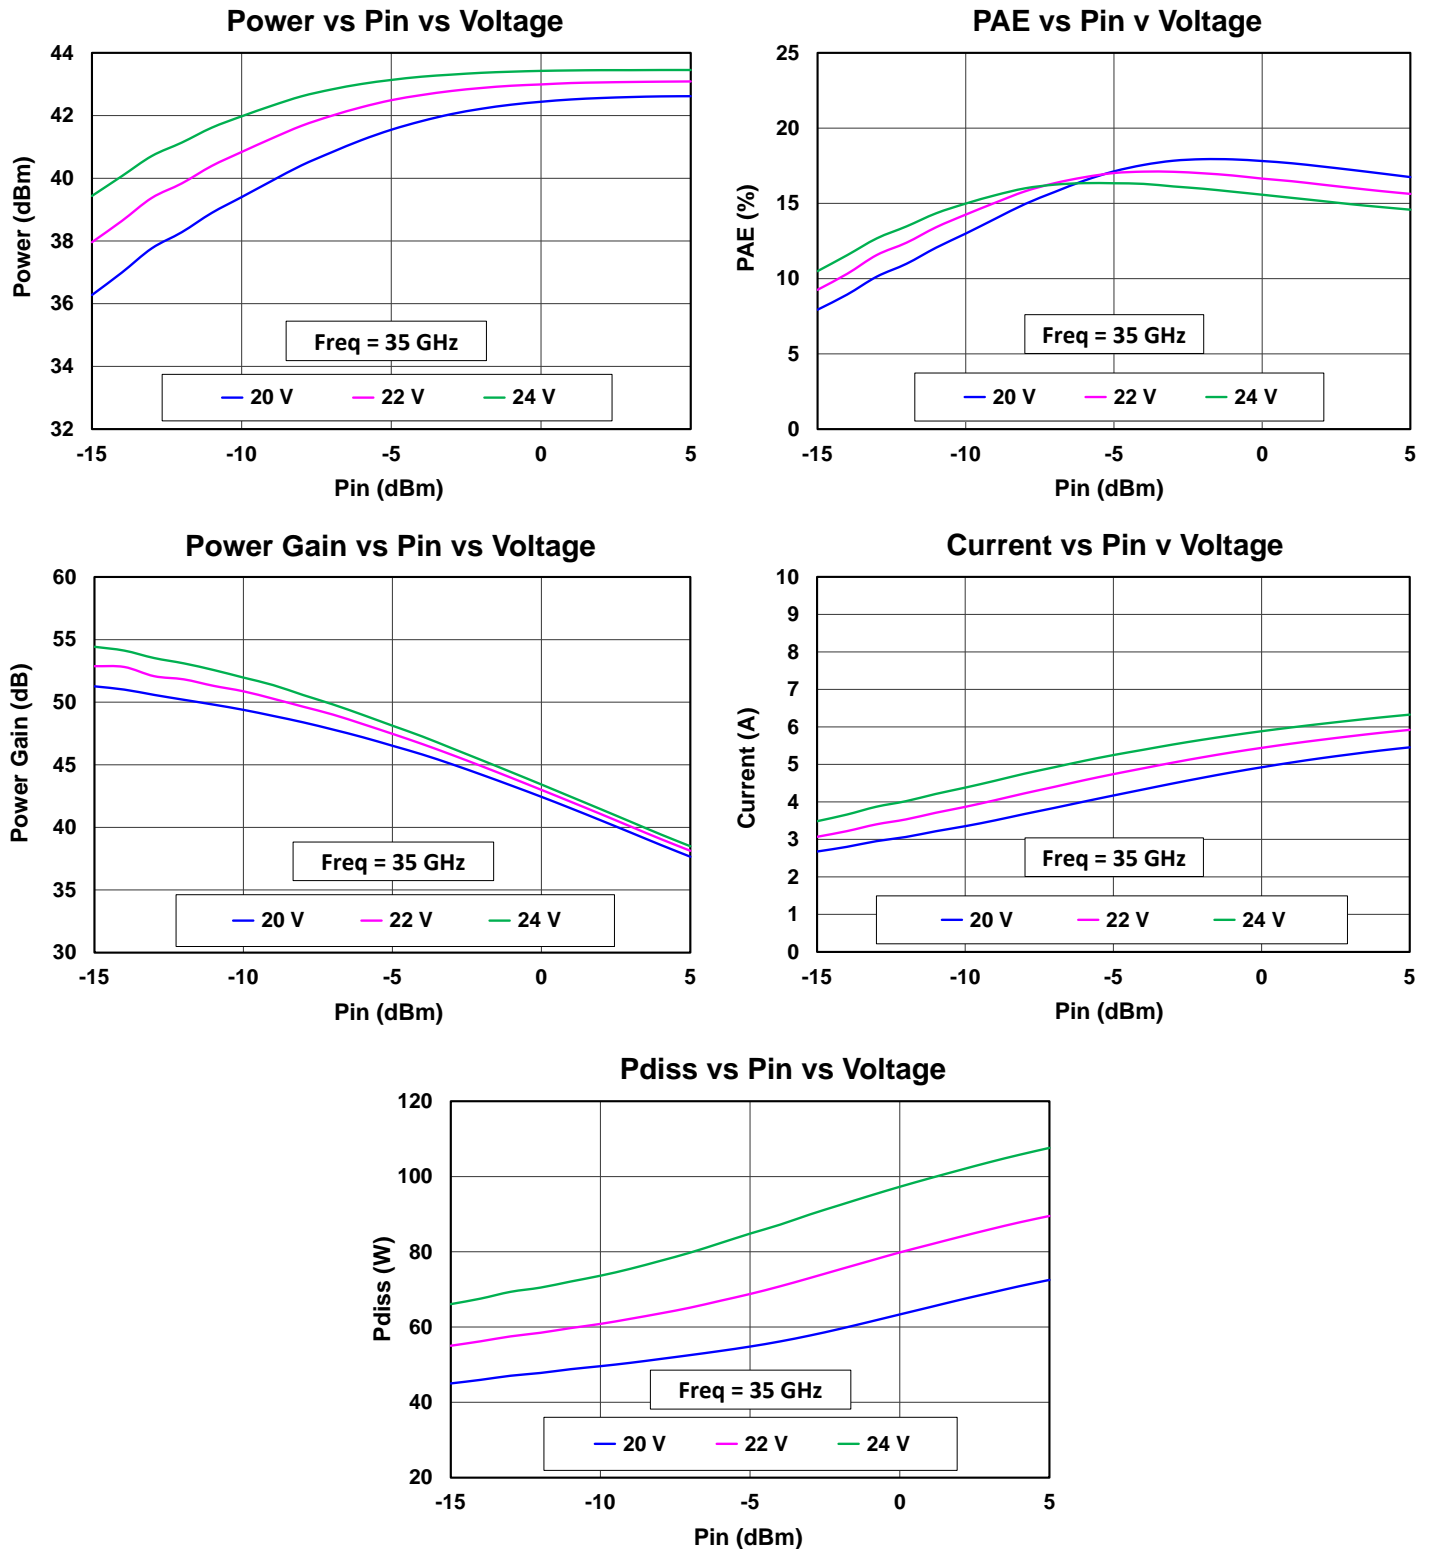 Power vs Pin vs Voltage
44
42
40
38
36
34
32
Power (dBm)
Freq = 35 GHz
20 V 22 V 24 V
-15 -10 -5 0 5
Pin (dBm)
PAE vs Pin v Voltage
25
20
15
10
5
0
PAE (%)
Freq = 35 GHz
20 V 22 V 24 V
-15 -10 -5 0 5
Pin (dBm)
Power Gain vs Pin vs Voltage
60
55
50
45
40
35
30
Power Gain (dB)
Freq = 35 GHz
20 V 22 V 24 V
-15 -10 -5 0 5
Pin (dBm)
Current vs Pin v Voltage
10
9
8
7
6
5
4
3
2
1
0
Current (A)
Freq = 35 GHz
20 V 22 V 24 V
-15 -10 -5 0 5
Pin (dBm)
Pdiss vs Pin vs Voltage
120
100
80
60
40
20
Pdiss (W)
Freq = 35 GHz
20 V 22 V 24 V
-15 -10 -5 0 5
Pin (dBm)